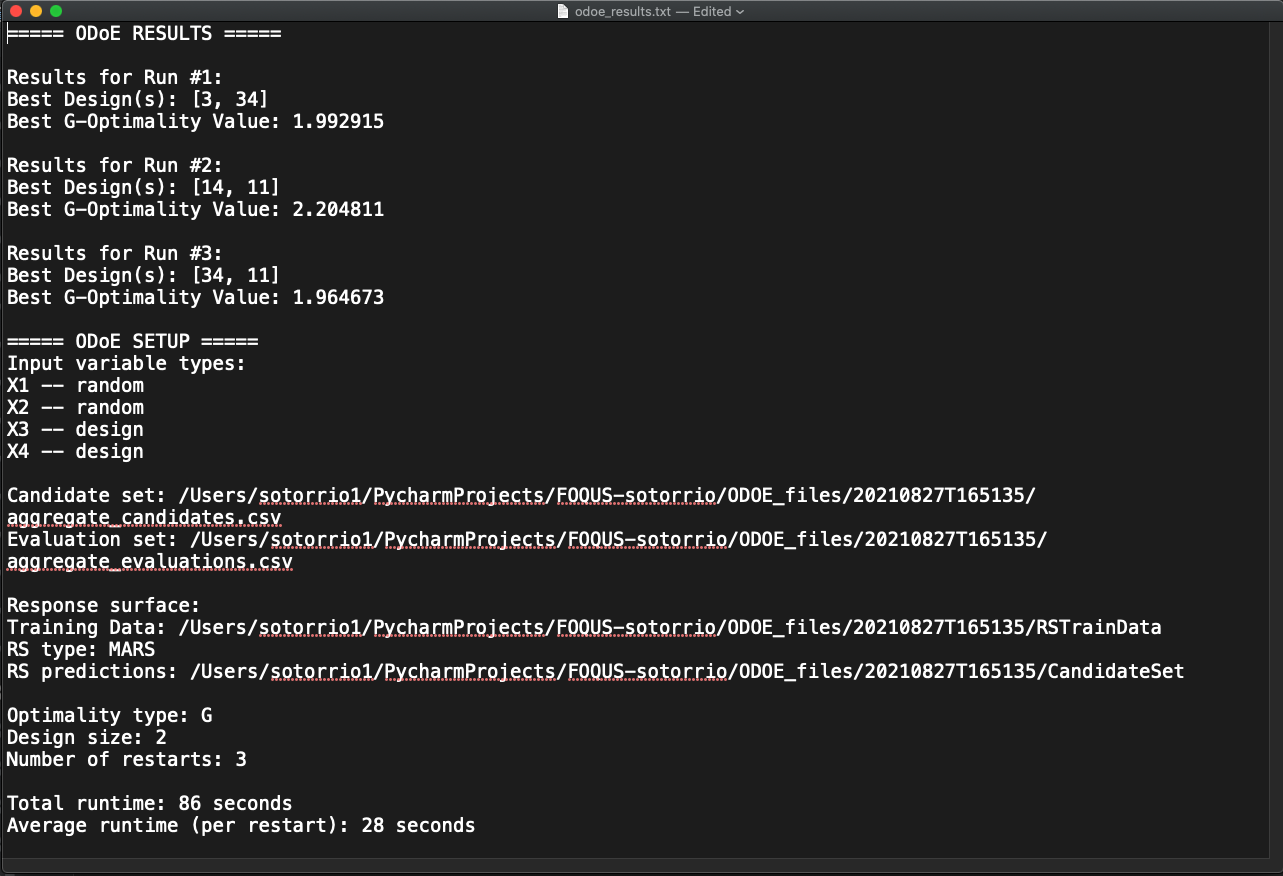 odoe_results.txt — Edited
===== ODoE RESULTS =====
Results for Run #1:
Best Design(s): [3, 34]
Best G-Optimality Value: 1.992915
Results for Run #2:
Best Design(s): [14, 11]
Best G-Optimality Value: 2.204811
Results for Run #3:
Best Design(s): [34, 11]
Best G-Optimality Value: 1.964673
===== ODoE SETUP =====
Input variable types:
X1 -- random
X2 -- random
X3 -- design
X4 -- design
Candidate set: /Users/sotorrio1/PycharmProjects/FOQUS-sotorrio/ODOE_files/20210827T165135/
aggregate_candidates.csv
Evaluation set: /Users/sotorrio1/PycharmProjects/FOQUS-sotorrio/ODOE_files/20210827T165135/
aggregate_evaluations.csv
Response surface:
Training Data: /Users/sotorrio1/PycharmProjects/FOQUS-sotorrio/ODOE_files/20210827T165135/RSTrainData
RS type: MARS
RS predictions: /Users/sotorrio1/PycharmProjects/FOQUS-sotorrio/ODOE_files/20210827T165135/CandidateSet
Optimality type: G
Design size: 2
Number of restarts: 3
Total runtime: 86 seconds
Average runtime (per restart): 28 seconds